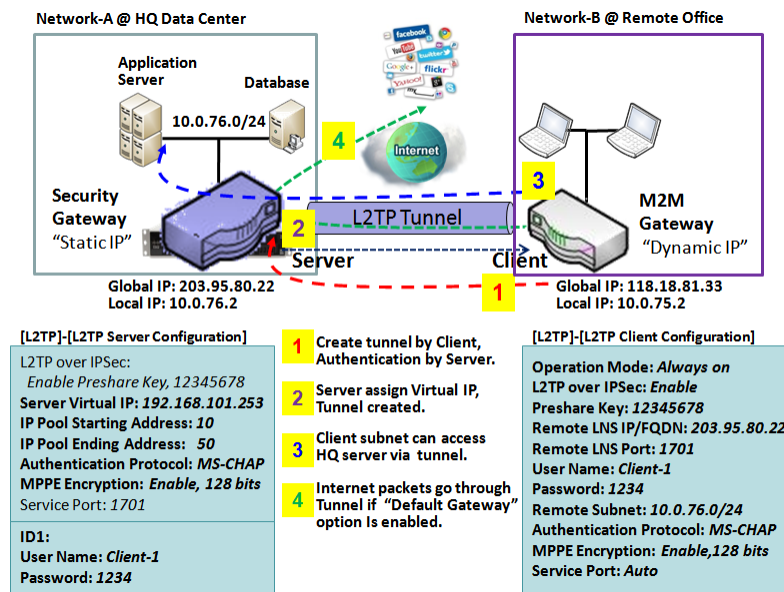 Network-A @ HQ Data Center
Network-B @ Remote Office
Application
Server
Database
10.0.76.0/24
facebook
YouTube
twitter
Google+
flickr
YAHOO!
Internet
4
3
Security
Gateway
"Static IP"
2
L2TP Tunnel
M2M
Gateway
"Dynamic IP"
Server
Client
1
Global IP: 203.95.80.22
Local IP: 10.0.76.2
Global IP: 118.18.81.33
Local IP: 10.0.75.2
[L2TP]-[L2TP Server Configuration]
L2TP over IPSec:
Enable Preshare Key, 12345678
Server Virtual IP: 192.168.101.253
IP Pool Starting Address: 10
IP Pool Ending Address: 50
Authentication Protocol: MS-CHAP
MPPE Encryption: Enable, 128 bits
Service Port: 1701
ID1:
User Name: Client-1
Password: 1234
1 Create tunnel by Client,
Authentication by Server.
2 Server assign Virtual IP,
Tunnel created.
3 Client subnet can access
HQ server via tunnel.
4 Internet packets go through
Tunnel if "Default Gateway"
option Is enabled.
[L2TP]-[L2TP Client Configuration]
Operation Mode: Always on
L2TP over IPSec: Enable
Preshare Key: 12345678
Remote LNS IP/FQDN: 203.95.80.22
Remote LNS Port: 1701
User Name: Client-1
Password: 1234
Remote Subnet: 10.0.76.0/24
Authentication Protocol: MS-CHAP
MPPE Encryption: Enable,128 bits
Service Port: Auto